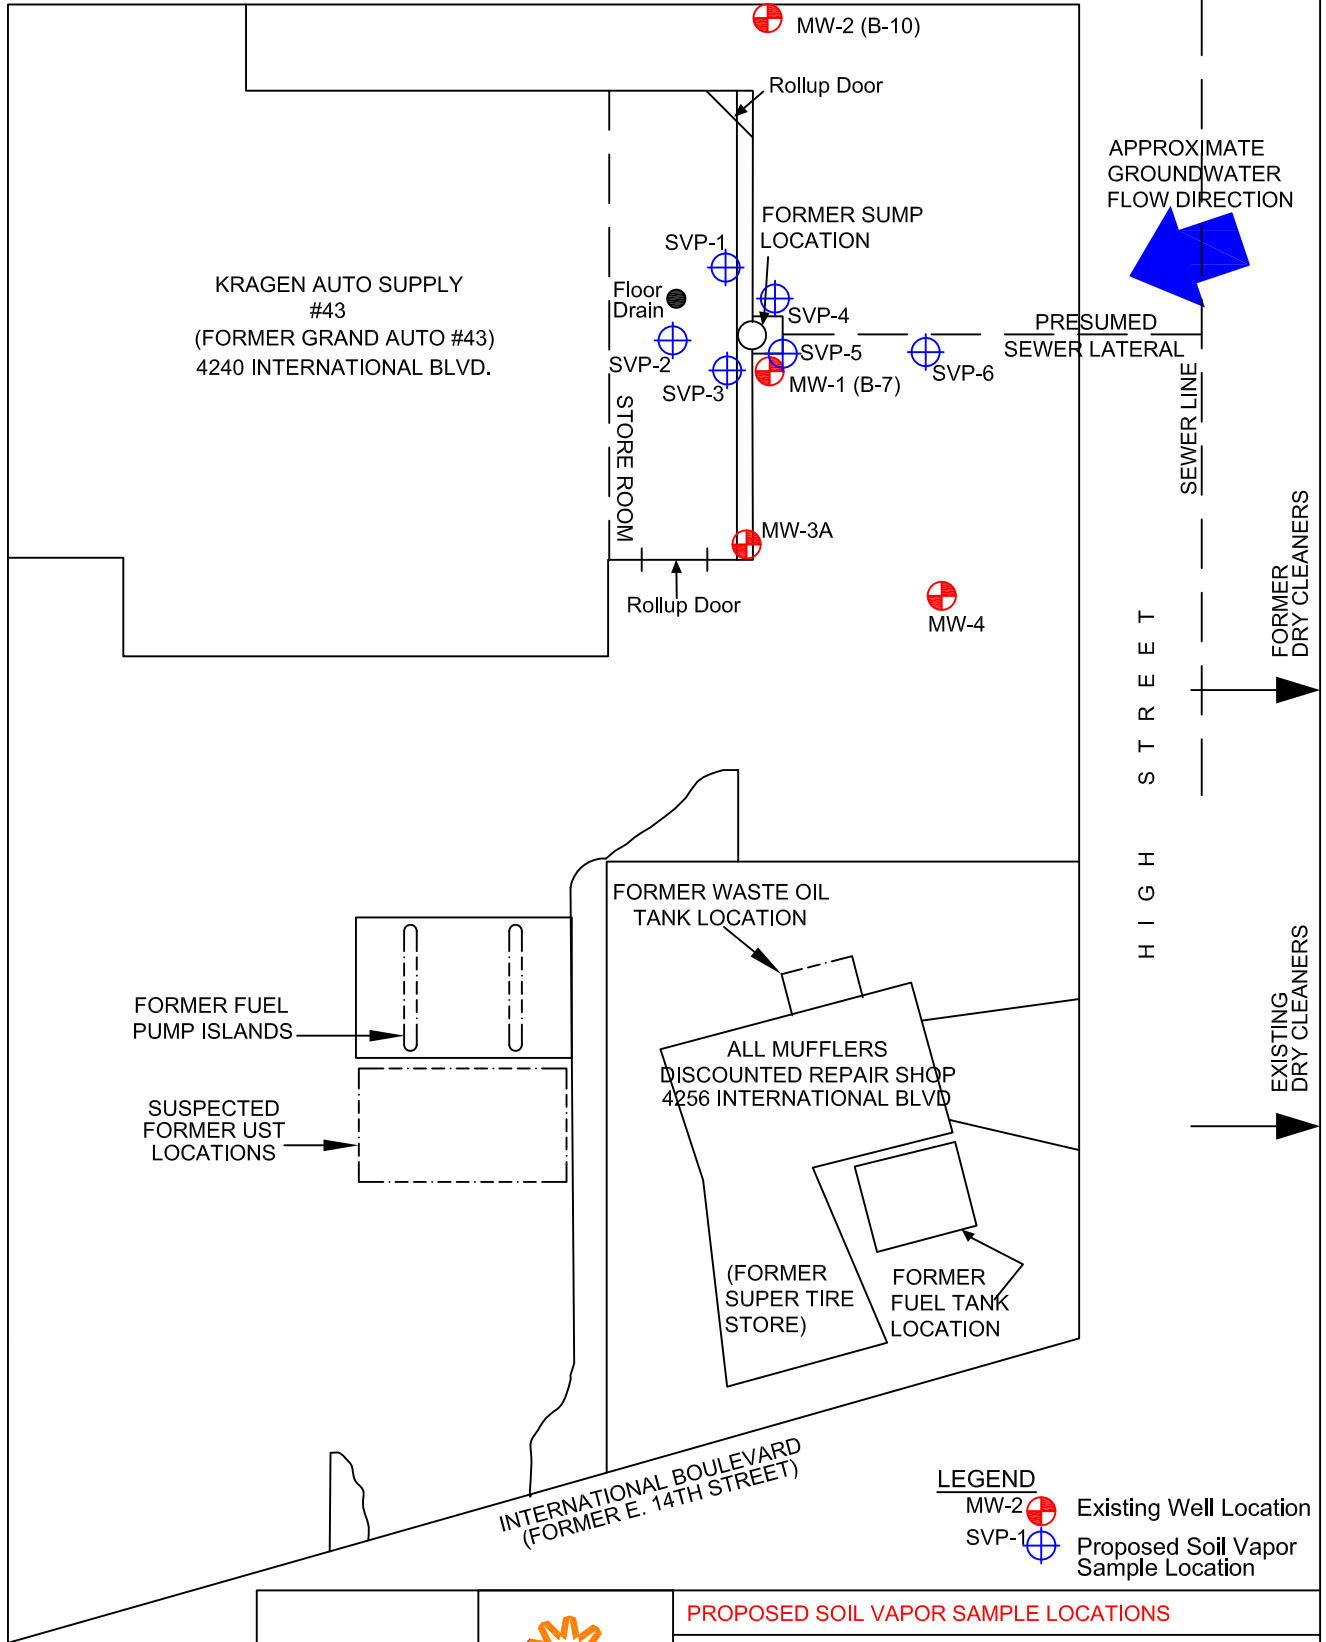 MW-2 (B-10)
Rollup Door
APPROXIMATE
GROUNDWATER
FLOW DIRECTION
FORMER SUMP
LOCATION
SVP-1
KRAGEN AUTO SUPPLY
#43
(FORMER GRAND AUTO #43)
4240 INTERNATIONAL BLVD.
Floor
Drain
SVP-4
PRESUMED
SEWER LATERAL
SVP-2
SVP-5
SVP-6
SVP-3
MW-1 (B-7)
STORE ROOM
SEWER LINE
MW-3A
Rollup Door
MW-4
FORMER
DRY CLEANERS
HIGH STREET
FORMER WASTE OIL
TANK LOCATION
FORMER FUEL
PUMP ISLANDS
EXISTING
DRY CLEANERS
ALL MUFFLERS
DISCOUNTED REPAIR SHOP
4256 INTERNATIONAL BLVD
SUSPECTED
FORMER UST
LOCATIONS
(FORMER
SUPER TIRE
STORE)
FORMER
FUEL TANK
LOCATION
INTERNATIONAL BOULEVARD
(FORMER E. 14TH STREET)
LEGEND
MW-2 Existing Well Location
SVP-1 Proposed Soil Vapor
Sample Location
PROPOSED SOIL VAPOR SAMPLE LOCATIONS